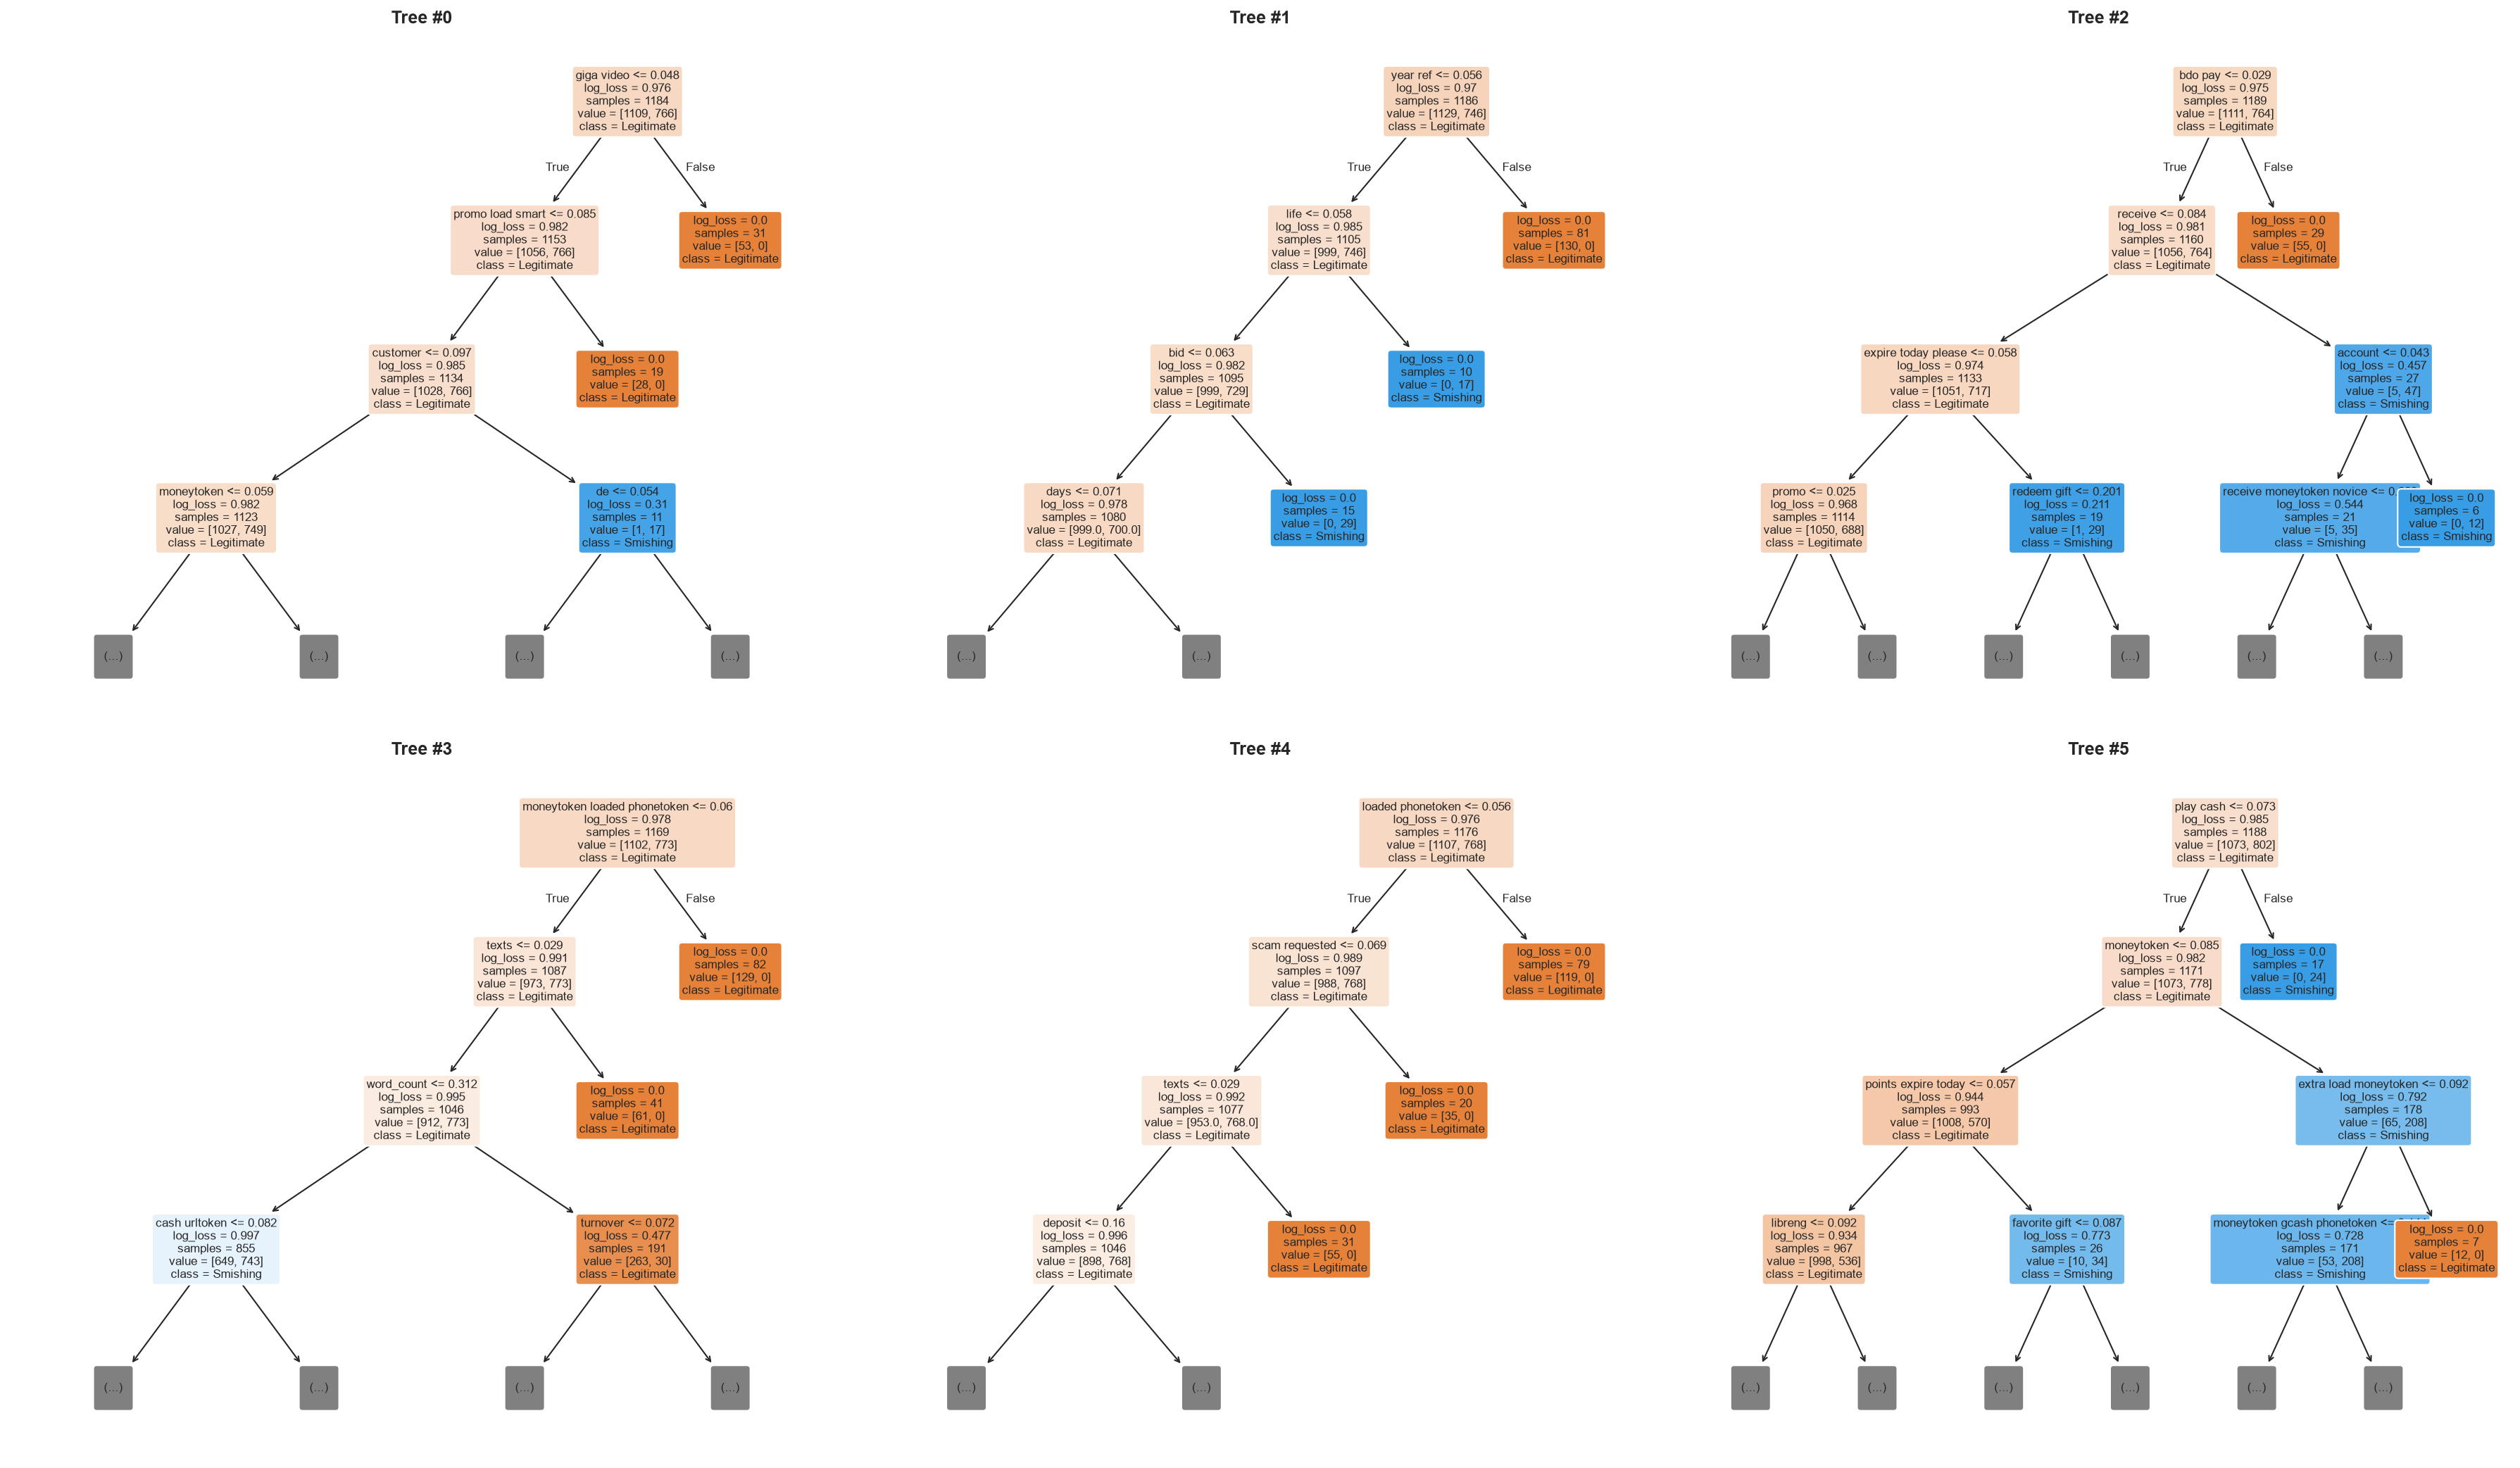 Tree #0
giga video <= 0.048
log_loss = 0.976
samples = 1184
value = [1109, 766]
class = Legitimate
True
False
promo load smart <= 0.085
log_loss = 0.982
samples = 1153
value = [1056, 766]
class = Legitimate
log_loss = 0.0
samples = 31
value = [53, 0]
class = Legitimate
customer <= 0.097
log_loss = 0.985
samples = 1134
value = [1028, 766]
class = Legitimate
log_loss = 0.0
samples = 19
value = [28, 0]
class = Legitimate
moneytoken <= 0.059
log_loss = 0.982
samples = 1123
value = [1027, 749]
class = Legitimate
de <= 0.054
log_loss = 0.31
samples = 11
value = [1, 17]
class = Smishing
(...)
(...)
(...)
(...)
Tree #1
year ref <= 0.056
log_loss = 0.97
samples = 1186
value = [1129, 746]
class = Legitimate
True
False
life <= 0.058
log_loss = 0.985
samples = 1105
value = [999, 746]
class = Legitimate
log_loss = 0.0
samples = 81
value = [130, 0]
class = Legitimate
bid <= 0.063
log_loss = 0.982
samples = 1095
value = [999, 729]
class = Legitimate
log_loss = 0.0
samples = 10
value = [0, 17]
class = Smishing
days <= 0.071
log_loss = 0.978
samples = 1080
value = [999.0, 700.0]
class = Legitimate
log_loss = 0.0
samples = 15
value = [0, 29]
class = Smishing
(...)
(...)
Tree #2
bdo pay <= 0.029
log_loss = 0.975
samples = 1189
value = [1111, 764]
class = Legitimate
True
False
receive <= 0.084
log_loss = 0.981
samples = 1160
value = [1056, 764]
class = Legitimate
log_loss = 0.0
samples = 29
value = [55, 0]
class = Legitimate
expire today please <= 0.058
log_loss = 0.974
samples = 1133
value = [1051, 717]
class = Legitimate
account <= 0.043
log_loss = 0.457
samples = 27
value = [5, 47]
class = Smishing
promo <= 0.025
log_loss = 0.968
samples = 1114
value = [1050, 688]
class = Legitimate
redeem gift <= 0.201
log_loss = 0.211
samples = 19
value = [1, 29]
class = Smishing
receive moneytoken novice <=
log_loss = 0.544
samples = 21
value = [5, 35]
class = Smishing
log_loss = 0.0
samples = 6
value = [0, 12]
class = Smishing
(...)
(...)
(...)
(...)
(...)
(...)
Tree #3
moneytoken loaded phonetoken <= 0.06
log_loss = 0.978
samples = 1169
value = [1102, 773]
class = Legitimate
True
False
texts <= 0.029
log_loss = 0.991
samples = 1087
value = [973, 773]
class = Legitimate
log_loss = 0.0
samples = 82
value = [129, 0]
class = Legitimate
word_count <= 0.312
log_loss = 0.995
samples = 1046
value = [912, 773]
class = Legitimate
log_loss = 0.0
samples = 41
value = [61, 0]
class = Legitimate
cash urltoken <= 0.082
log_loss = 0.997
samples = 855
value = [649, 743]
class = Smishing
turnover <= 0.072
log_loss = 0.477
samples = 191
value = [263, 30]
class = Legitimate
(...)
(...)
(...)
(...)
Tree #4
loaded phonetoken <= 0.056
log_loss = 0.976
samples = 1176
value = [1107, 768]
class = Legitimate
True
False
scam requested <= 0.069
log_loss = 0.989
samples = 1097
value = [988, 768]
class = Legitimate
log_loss = 0.0
samples = 79
value = [119, 0]
class = Legitimate
texts <= 0.029
log_loss = 0.992
samples = 1077
value = [953.0, 768.0]
class = Legitimate
log_loss = 0.0
samples = 20
value = [35, 0]
class = Legitimate
deposit <= 0.16
log_loss = 0.996
samples = 1046
value = [898, 768]
class = Legitimate
log_loss = 0.0
samples = 31
value = [55, 0]
class = Legitimate
(...)
(...)
Tree #5
play cash <= 0.073
log_loss = 0.985
samples = 1188
value = [1073, 802]
class = Legitimate
True
False
moneytoken <= 0.085
log_loss = 0.982
samples = 1171
value = [1073, 778]
class = Legitimate
log_loss = 0.0
samples = 17
value = [0, 24]
class = Smishing
points expire today <= 0.057
log_loss = 0.944
samples = 993
value = [1008, 570]
class = Legitimate
extra load moneytoken <= 0.092
log_loss = 0.792
samples = 178
value = [65, 208]
class = Smishing
libreng <= 0.092
log_loss = 0.934
samples = 967
value = [998, 536]
class = Legitimate
favorite gift <= 0.087
log_loss = 0.773
samples = 26
value = [10, 34]
class = Smishing
moneytoken gcash phonetoken <=
log_loss = 0.728
samples = 171
value = [53, 208]
class = Smishing
log_loss = 0.0
samples = 7
value = [12, 0]
class = Legitimate
(...)
(...)
(...)
(...)
(...)
(...)